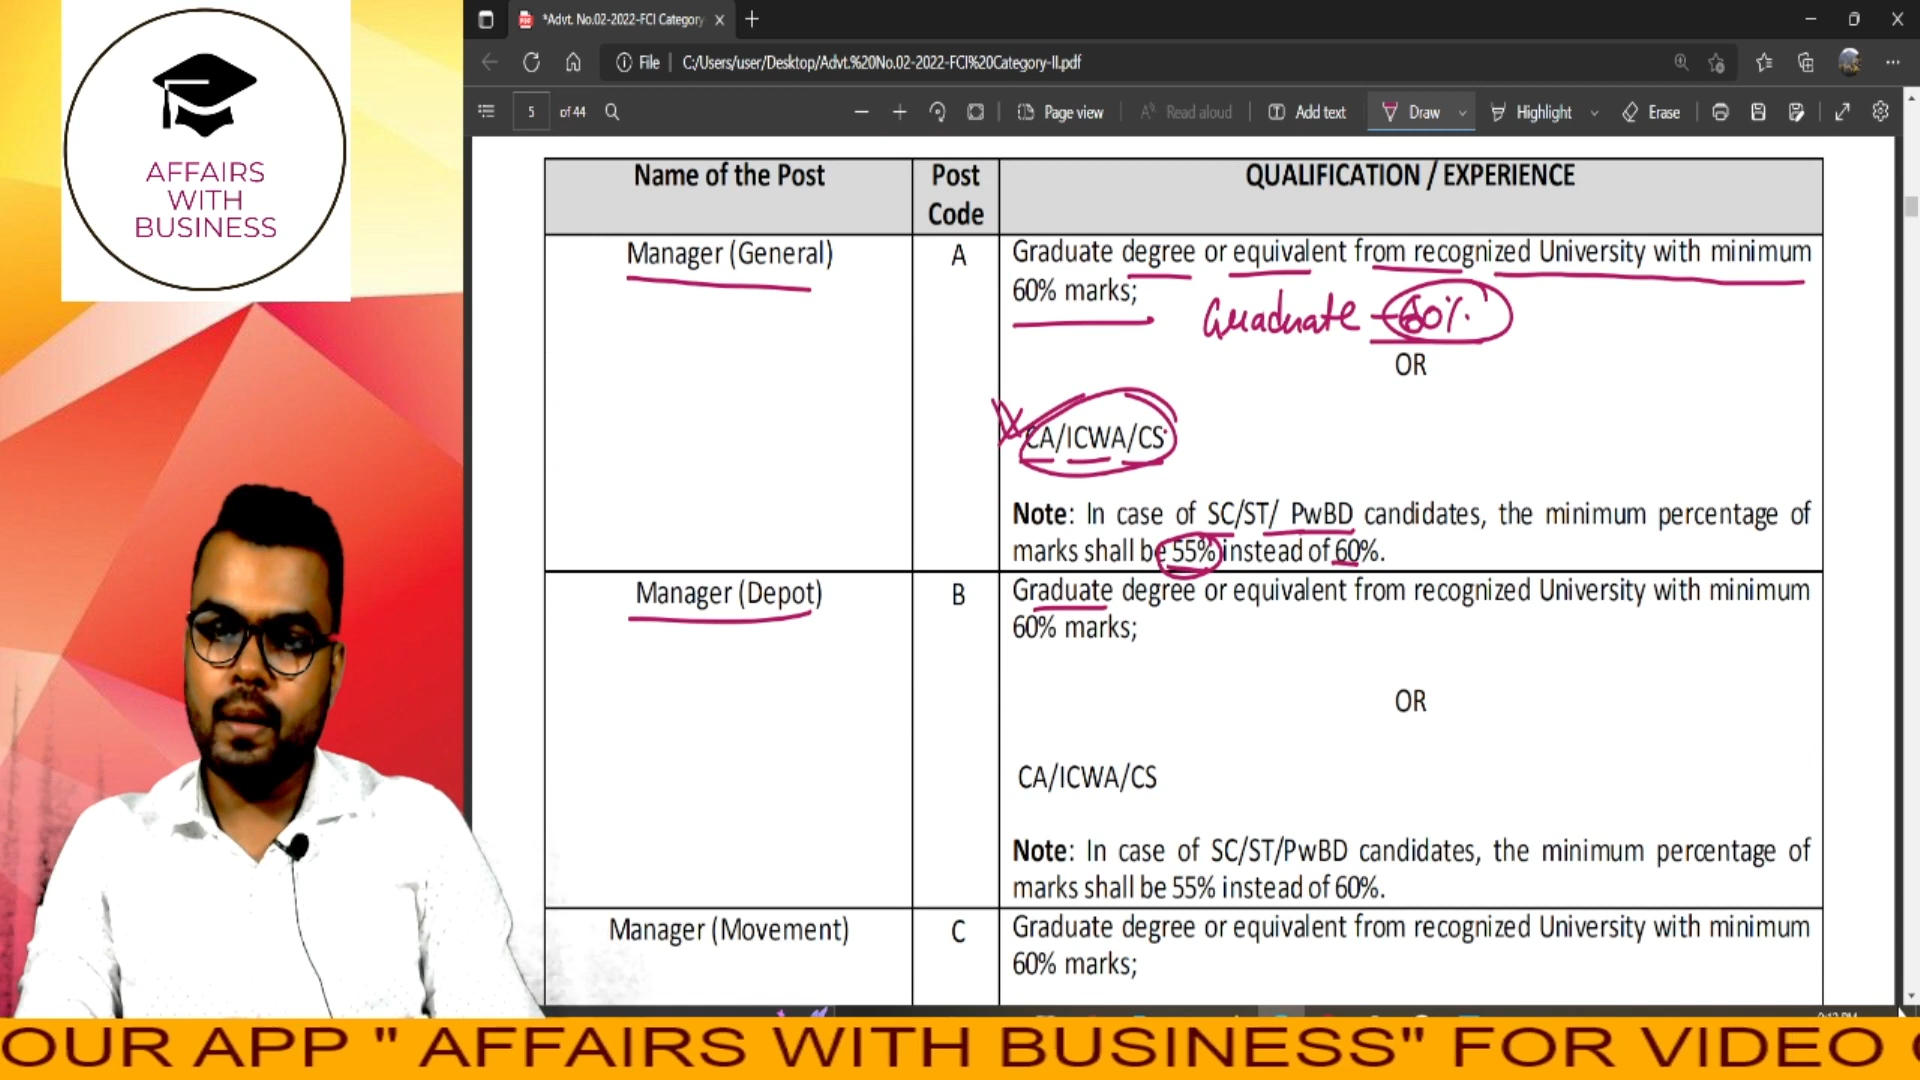 AFFAIRS
WITH
BUSINESS
*Advt. No.02-2022-FCI Category
File
C:/Users/user/Desktop/Advt.%20No.02-2022-FCI%20Category-II.pdf
5 of 44
Page view
Read aloud
Add text
Draw
Highlight
Erase
Name of the Post
Post
Code
QUALIFICATION / EXPERIENCE
Manager (General)
A
Graduate degree or equivalent from recognized University with minimum
60% marks;
Graduate - 60%.
OR
CA/ICWA/CS
Note: In case of SC/ST/ PwBD candidates, the minimum percentage of
marks shall be 55% instead of 60%.
Manager (Depot)
B
Graduate degree or equivalent from recognized University with minimum
60% marks;
OR
CA/ICWA/CS
Note: In case of SC/ST/PwBD candidates, the minimum percentage of
marks shall be 55% instead of 60%.
Manager (Movement)
C
Graduate degree or equivalent from recognized University with minimum
60% marks;
OUR APP " AFFAIRS WITH BUSINESS" FOR VIDEO